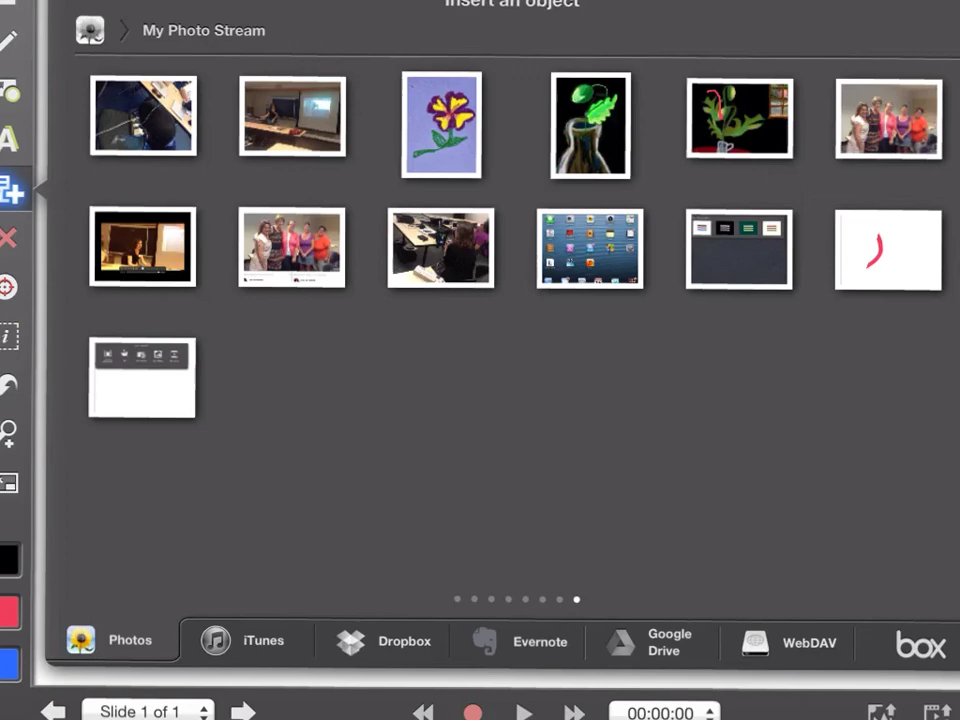 Insert an object
My Photo Stream
A
i
Photos
iTunes
Dropbox
Evernote
Google
Drive
WebDAV
box
Slide 1 of 1
00:00:00